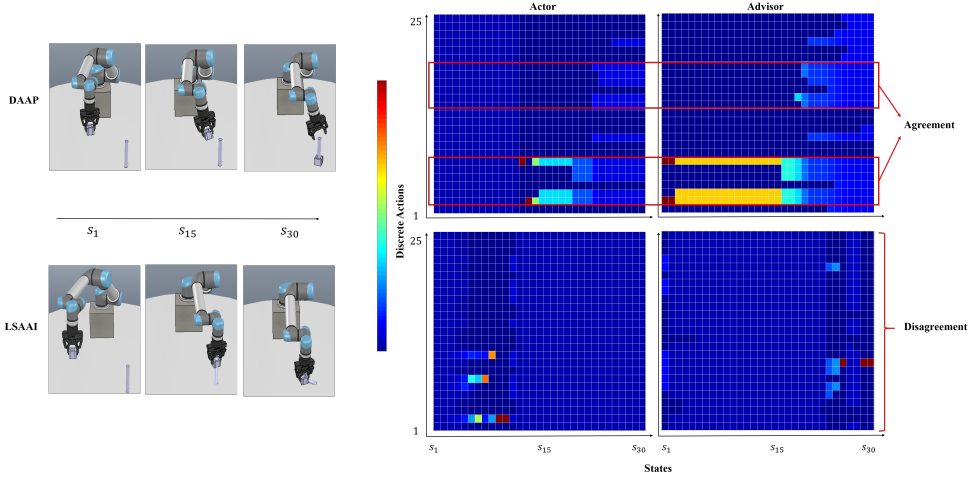 Actor
Advisor
25
DAAP
Agreement
Discrete Actions
1
s₁
s₁₅
s₃₀
25
LSAAI
Disagreement
1
s₁
s₁₅
s₃₀
s₁
s₁₅
s₃₀
States